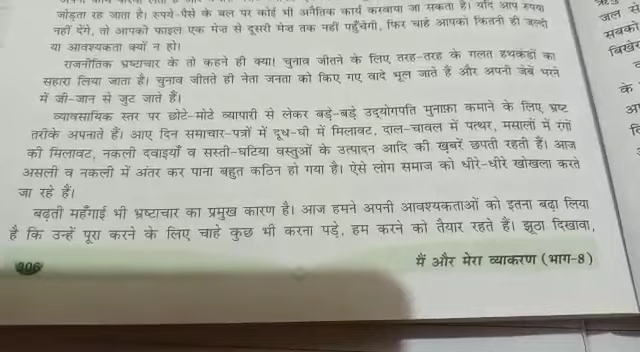 जोड़ता रह जाता है। रुपये-पैसे के बल पर कोई भी अनैतिक कार्य करवाया जा सकता है। यदि आप रुपया
नहीं देंगे, तो आपकी फाइल एक मेज़ से दूसरी मेज़ तक नहीं पहुँचेगी, फिर चाहे आपको कितनी ही जल्दी
या आवश्यकता क्यों न हो।
राजनीतिक भ्रष्टाचार के तो कहने ही क्या! चुनाव जीतने के लिए तरह-तरह के गलत हथकंडों का
सहारा लिया जाता है। चुनाव जीतते ही नेता जनता को किए गए वादे भूल जाते हैं और अपनी जेबें भरने
में जी-जान से जुट जाते हैं।
व्यावसायिक स्तर पर छोटे-मोटे व्यापारी से लेकर बड़े-बड़े उद्योगपति मुनाफ़ा कमाने के लिए भ्रष्ट
तरीके अपनाते हैं। आए दिन समाचार-पत्रों में दूध-घी में मिलावट, दाल-चावल में पत्थर, मसालों में रंगों
की मिलावट, नकली दवाइयाँ व सस्ती-घटिया वस्तुओं के उत्पादन आदि की खबरें छपती रहती हैं। आज
असली व नकली में अंतर कर पाना बहुत कठिन हो गया है। ऐसे लोग समाज को धीरे-धीरे खोखला करते
जा रहे हैं।
बढ़ती महँगाई भी भ्रष्टाचार का प्रमुख कारण है। आज हमने अपनी आवश्यकताओं को इतना बढ़ा लिया
है कि उन्हें पूरा करने के लिए चाहे कुछ भी करना पड़े, हम करने को तैयार रहते हैं। झूठा दिखावा,
206
मैं और मेरा व्याकरण (भाग-8)
जल से
सबको
के